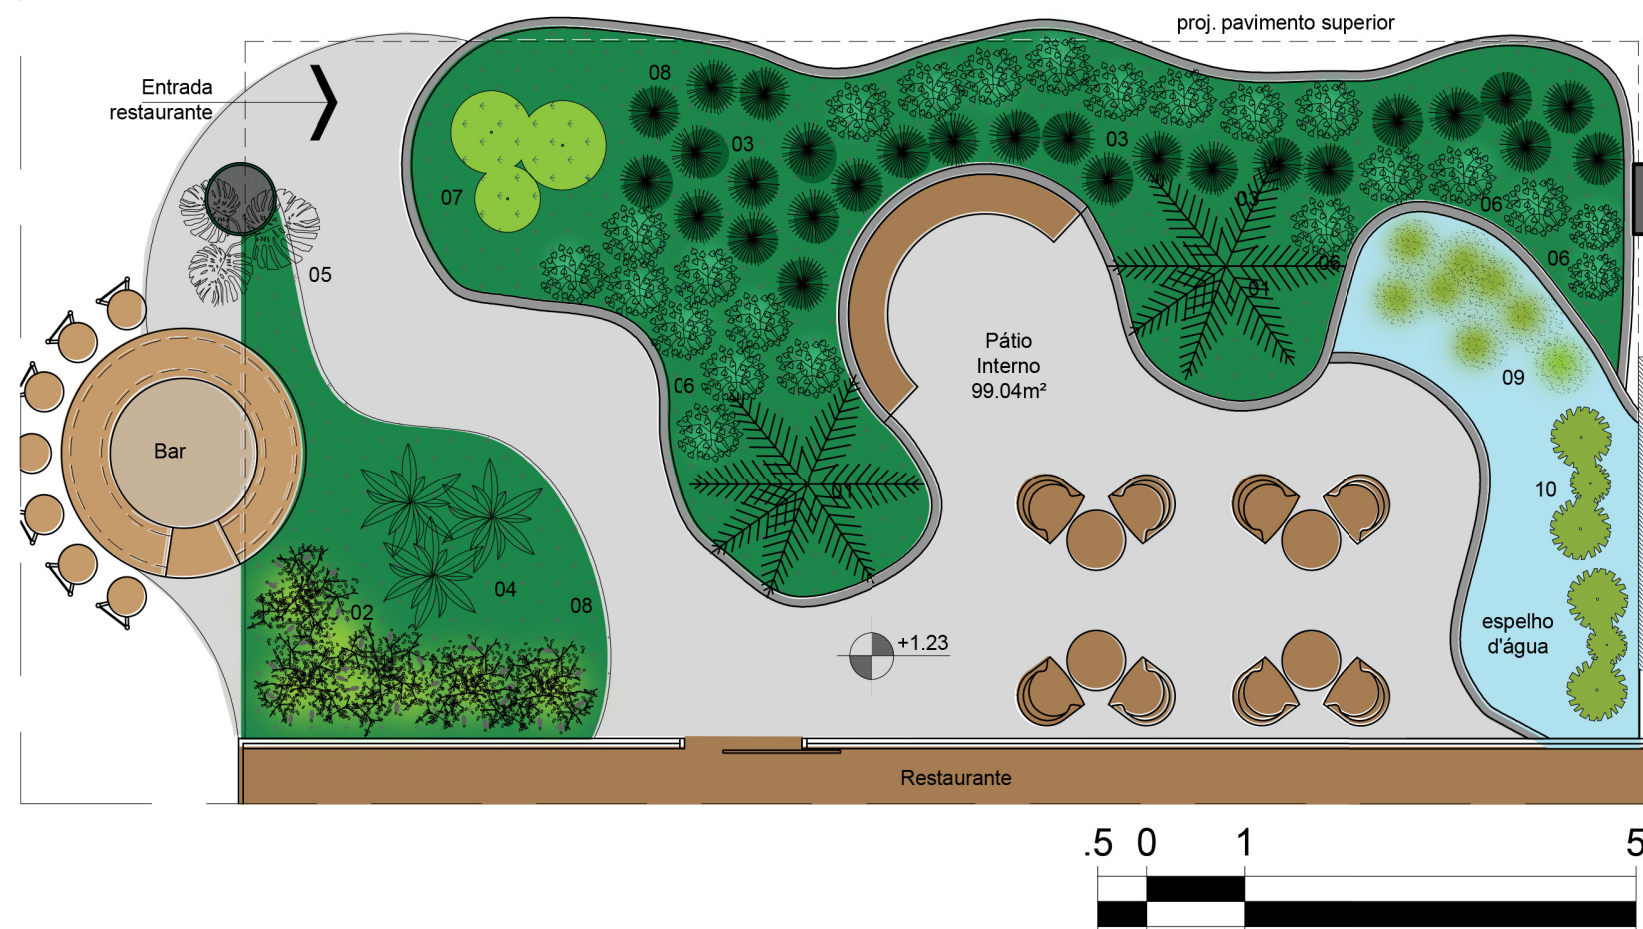 proj. pavimento superior
Entrada
restaurante
08
03
03
07
03
06
05
06
06
01
Pátio
Interno
99.04m²
06
09
Bar
01
10
04
08
02
espelho
d'água
+1.23
Restaurante
.5 0 1 5